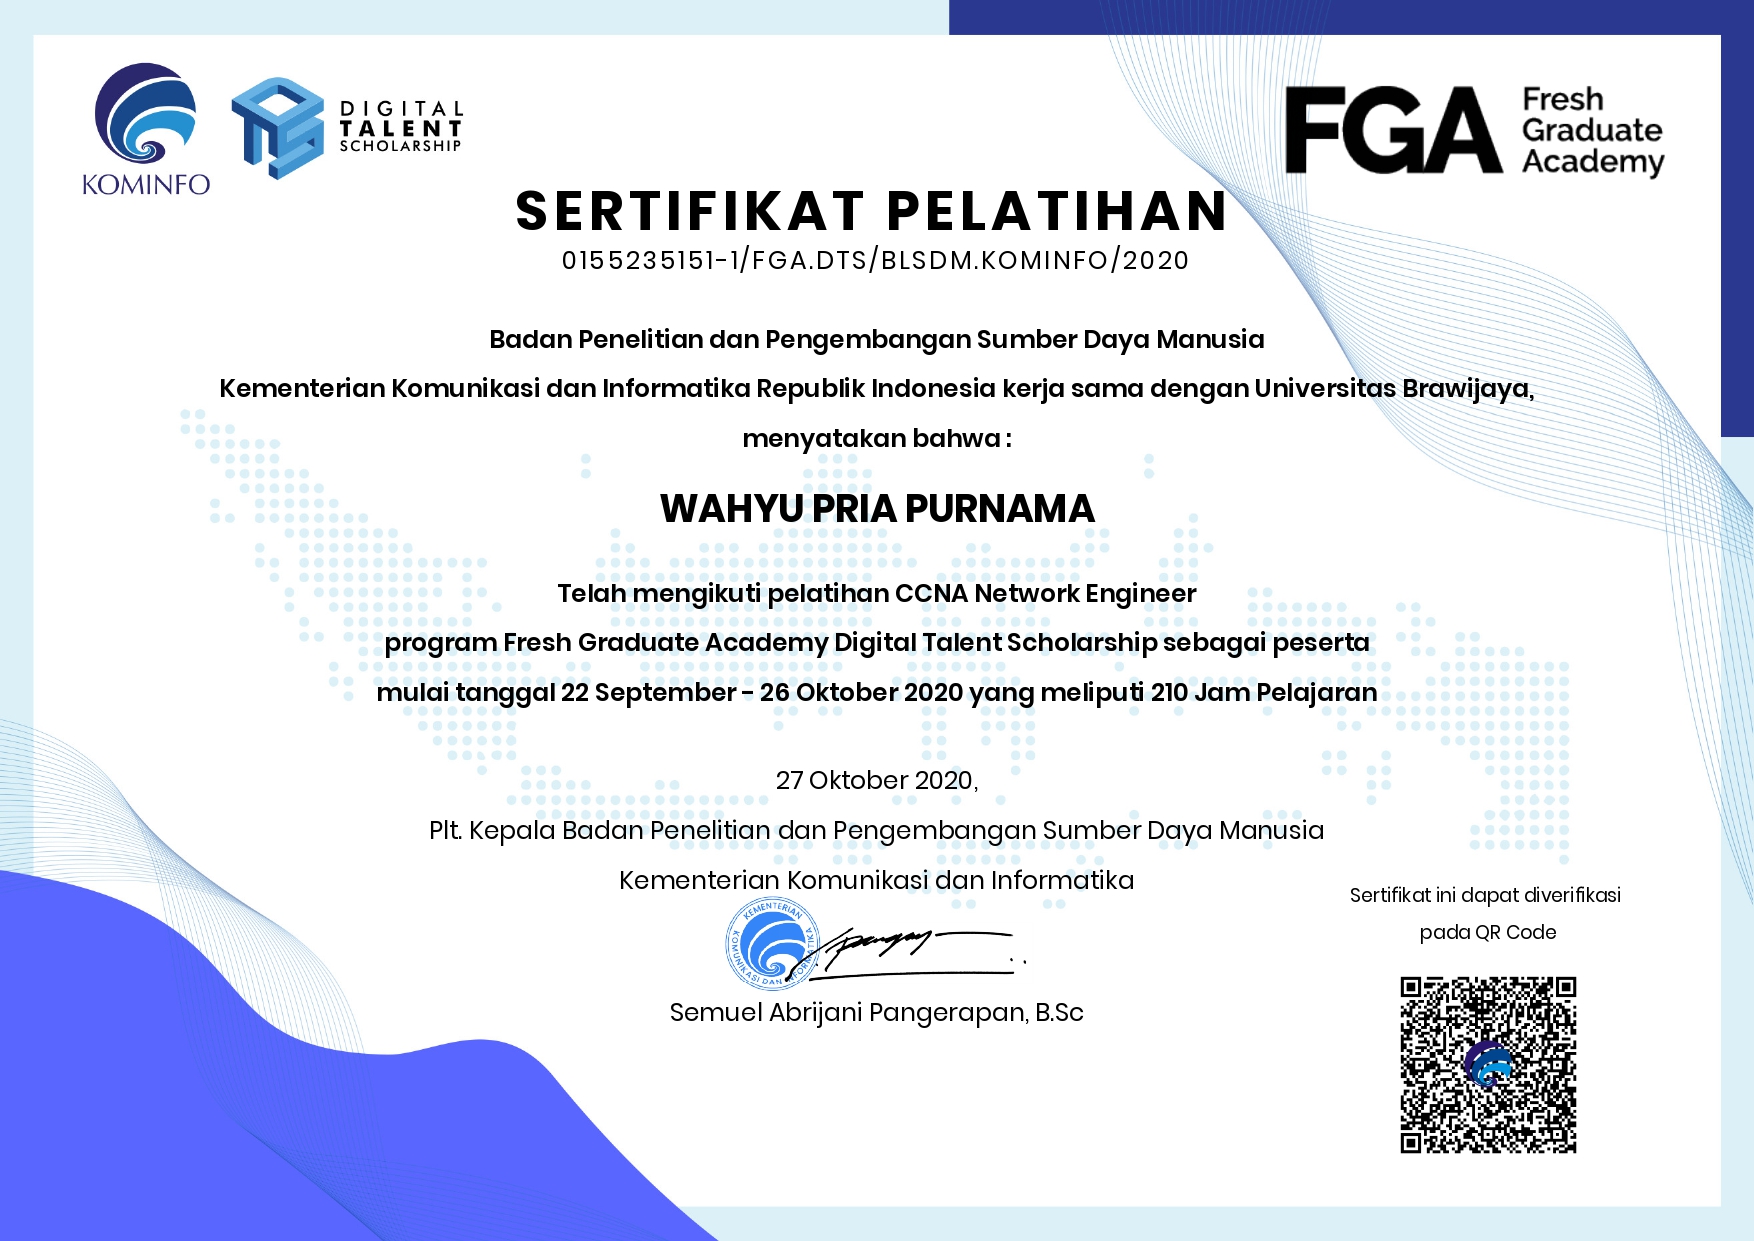 KOMINFO
DIGITAL
TALENT
SCHOLARSHIP
FGA
Fresh
Graduate
Academy
SERTIFIKAT PELATIHAN
0155235151-1/FGA.DTS/BLSDM.KOMINFO/2020
Badan Penelitian dan Pengembangan Sumber Daya Manusia
Kementerian Komunikasi dan Informatika Republik Indonesia kerja sama dengan Universitas Brawijaya,
menyatakan bahwa :
WAHYU PRIA PURNAMA
Telah mengikuti pelatihan CCNA Network Engineer
program Fresh Graduate Academy Digital Talent Scholarship sebagai peserta
mulai tanggal 22 September - 26 Oktober 2020 yang meliputi 210 Jam Pelajaran
27 Oktober 2020,
Plt. Kepala Badan Penelitian dan Pengembangan Sumber Daya Manusia
Kementerian Komunikasi dan Informatika
KEMENTERIAN
KOMUNIKASI DAN INFORMATIKA
Semuel Abrijani Pangerapan, B.Sc
Sertifikat ini dapat diverifikasi
pada QR Code